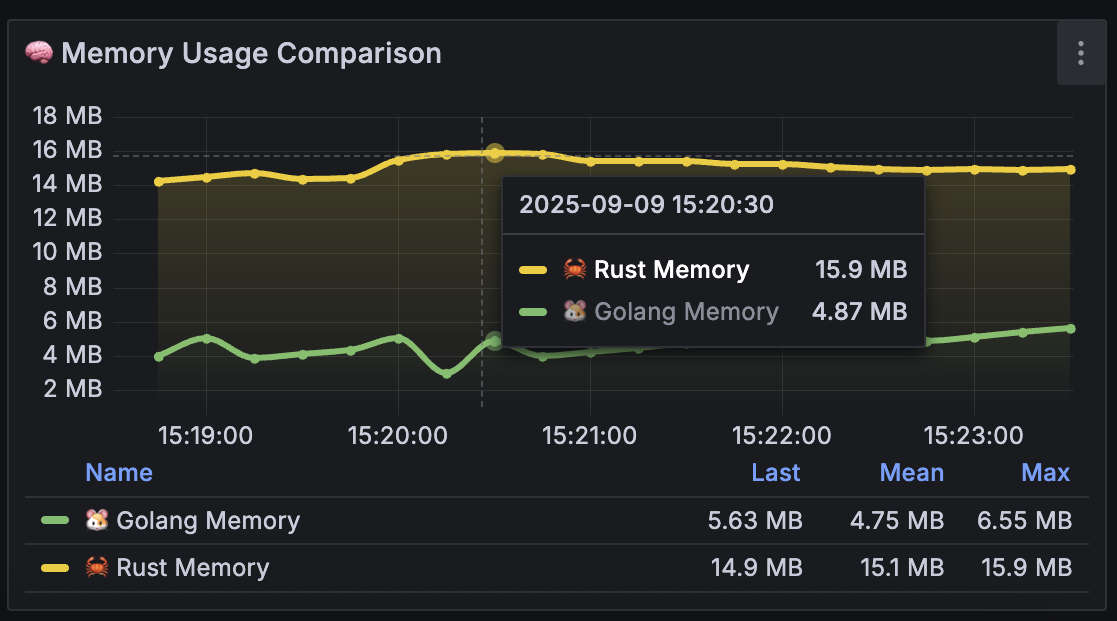 🧠 Memory Usage Comparison
18 MB
16 MB
14 MB
12 MB
10 MB
8 MB
6 MB
4 MB
2 MB
2025-09-09 15:20:30
🦀 Rust Memory 15.9 MB
🐹 Golang Memory 4.87 MB
15:19:00 15:20:00 15:21:00 15:22:00 15:23:00
Name Last Mean Max
🐹 Golang Memory 5.63 MB 4.75 MB 6.55 MB
🦀 Rust Memory 14.9 MB 15.1 MB 15.9 MB